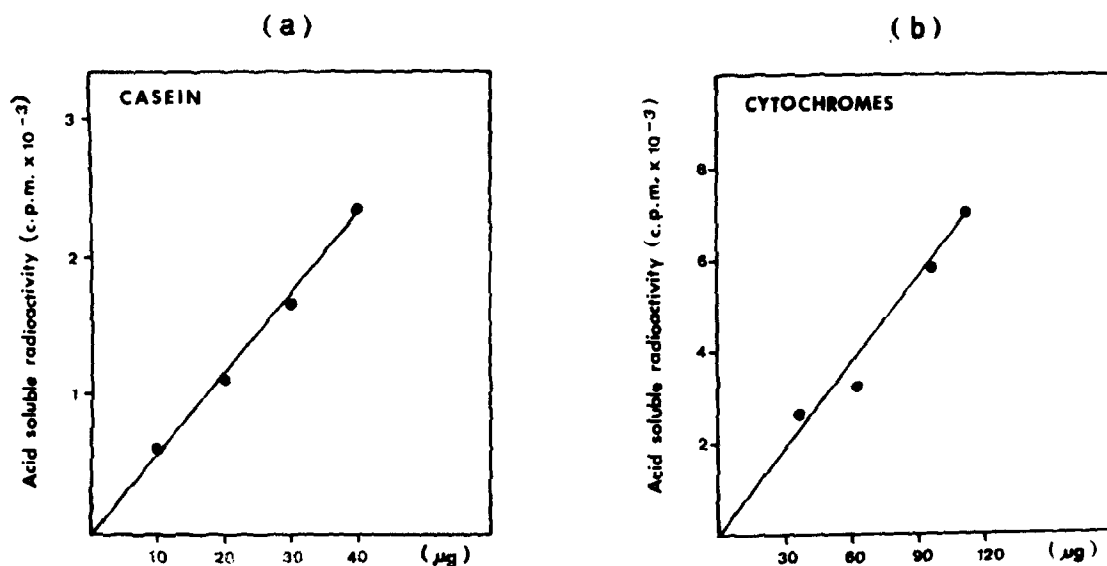 (a)
CASEIN
Acid soluble radioactivity (c.p.m. x 10⁻³)
3
2
1
10 20 30 40 (µg)
(b)
CYTOCHROMES
Acid soluble radioactivity (c.p.m. x 10⁻³)
8
6
4
2
30 60 90 120 (µg)